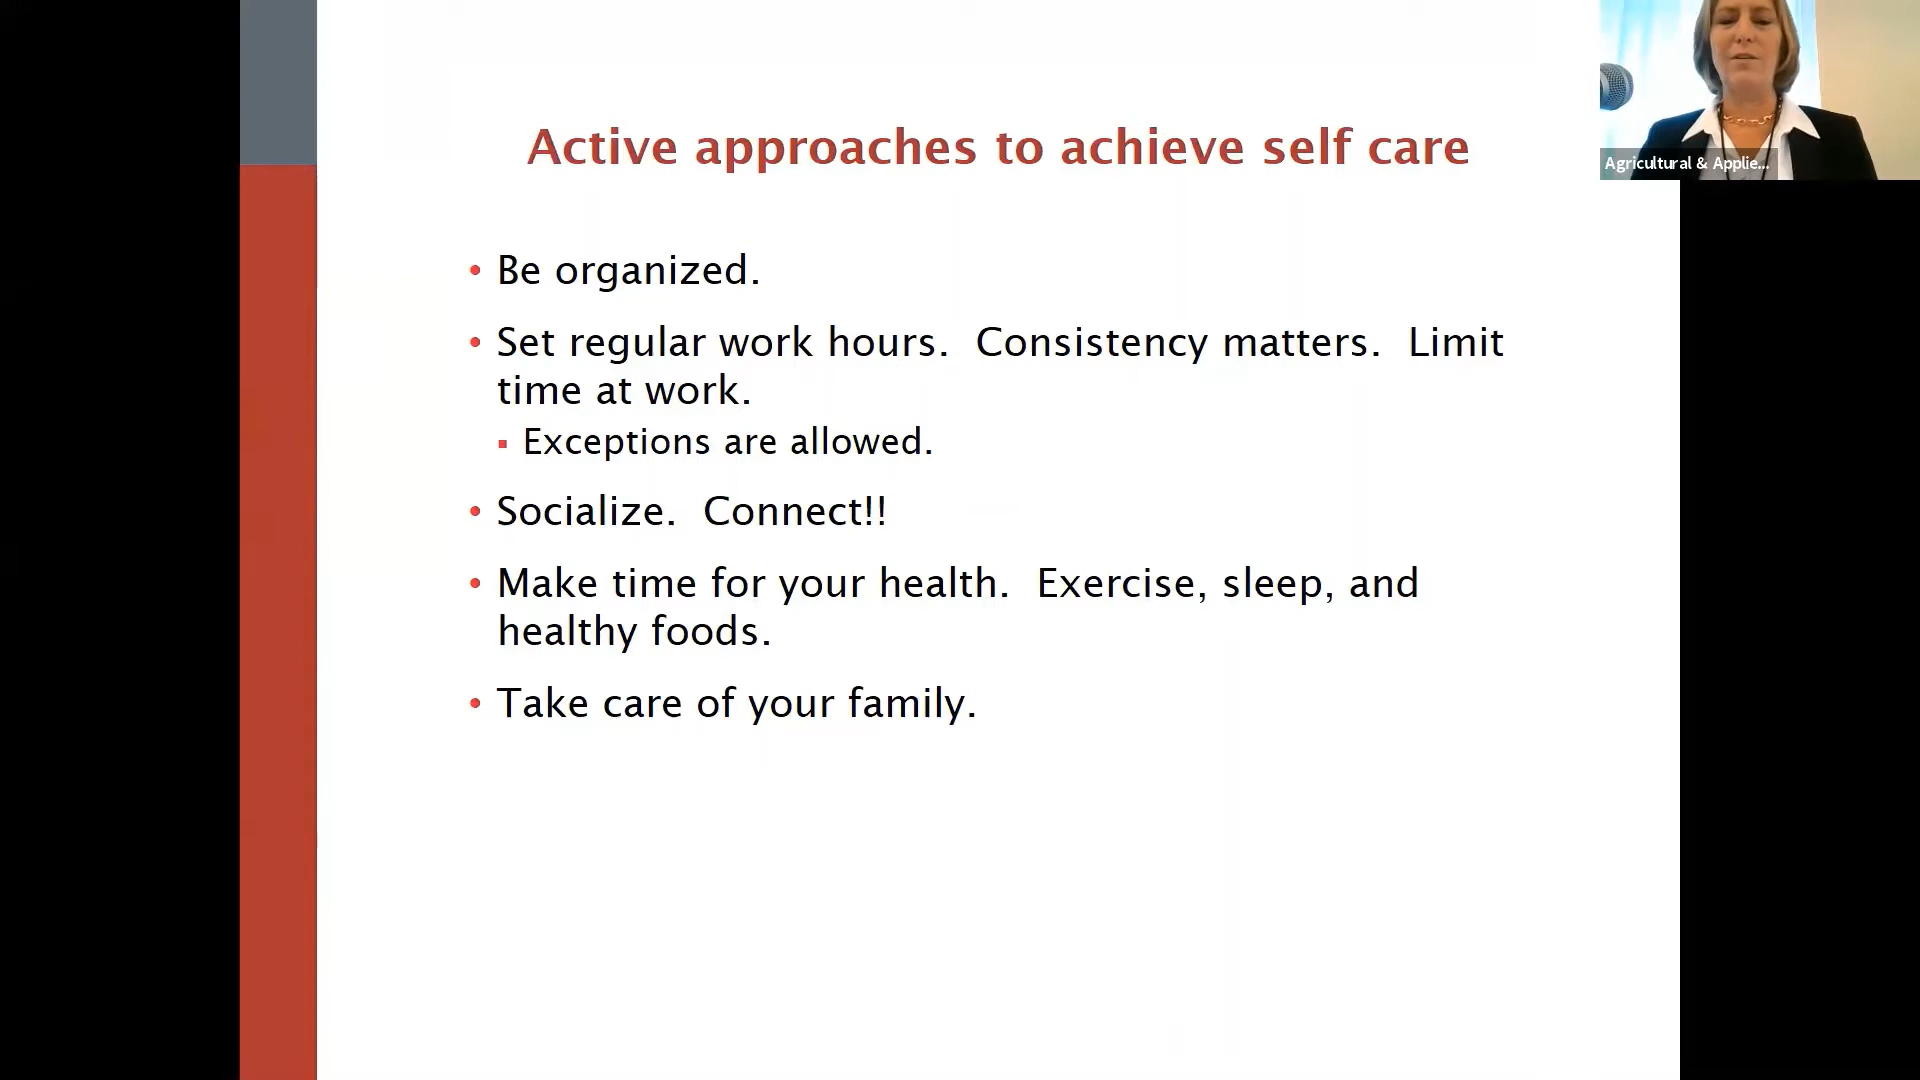 Active approaches to achieve self care
Agricultural & Applie...
• Be organized.
• Set regular work hours.  Consistency matters.  Limit
time at work.
▪ Exceptions are allowed.
• Socialize.  Connect!!
• Make time for your health.  Exercise, sleep, and
healthy foods.
• Take care of your family.